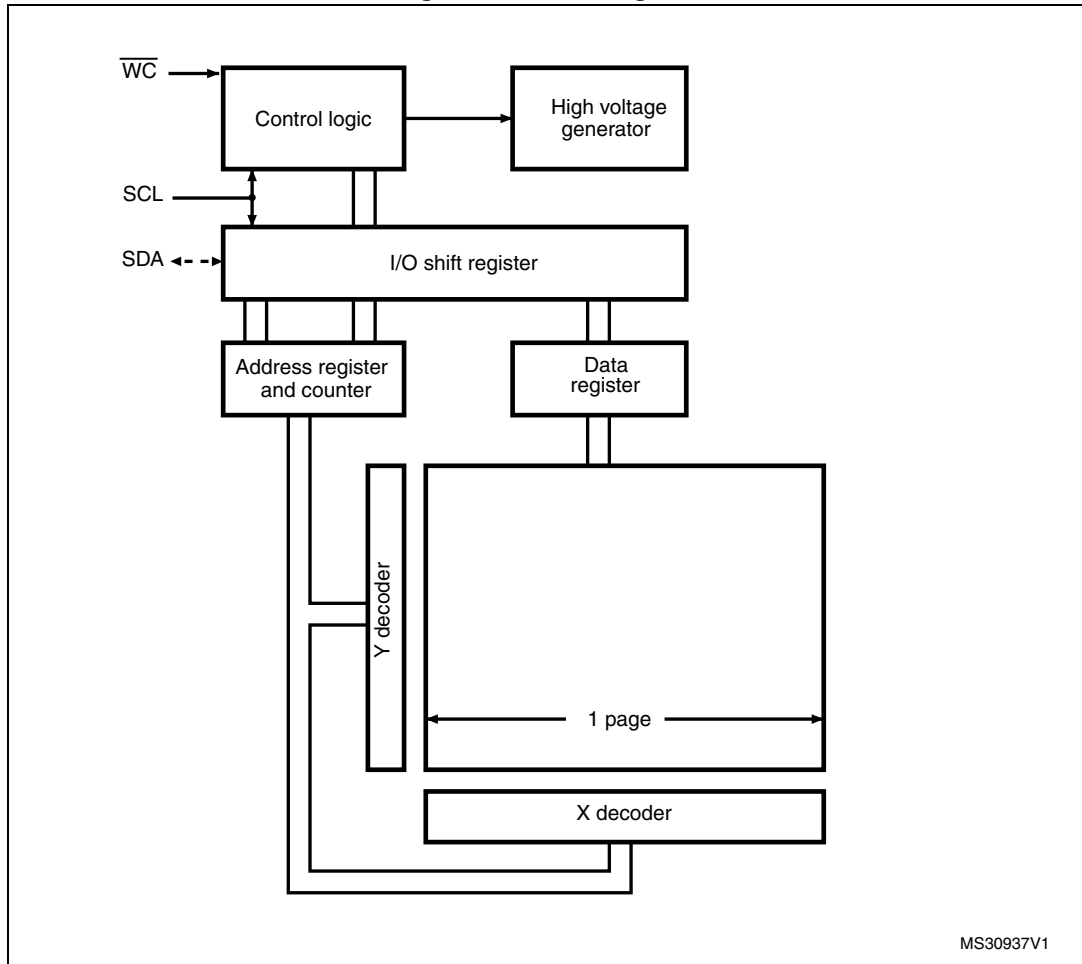 W̅C̅
Control logic
High voltage
generator
SCL
SDA
I/O shift register
Address register
and counter
Data
register
Y decoder
1 page
X decoder
MS30937V1